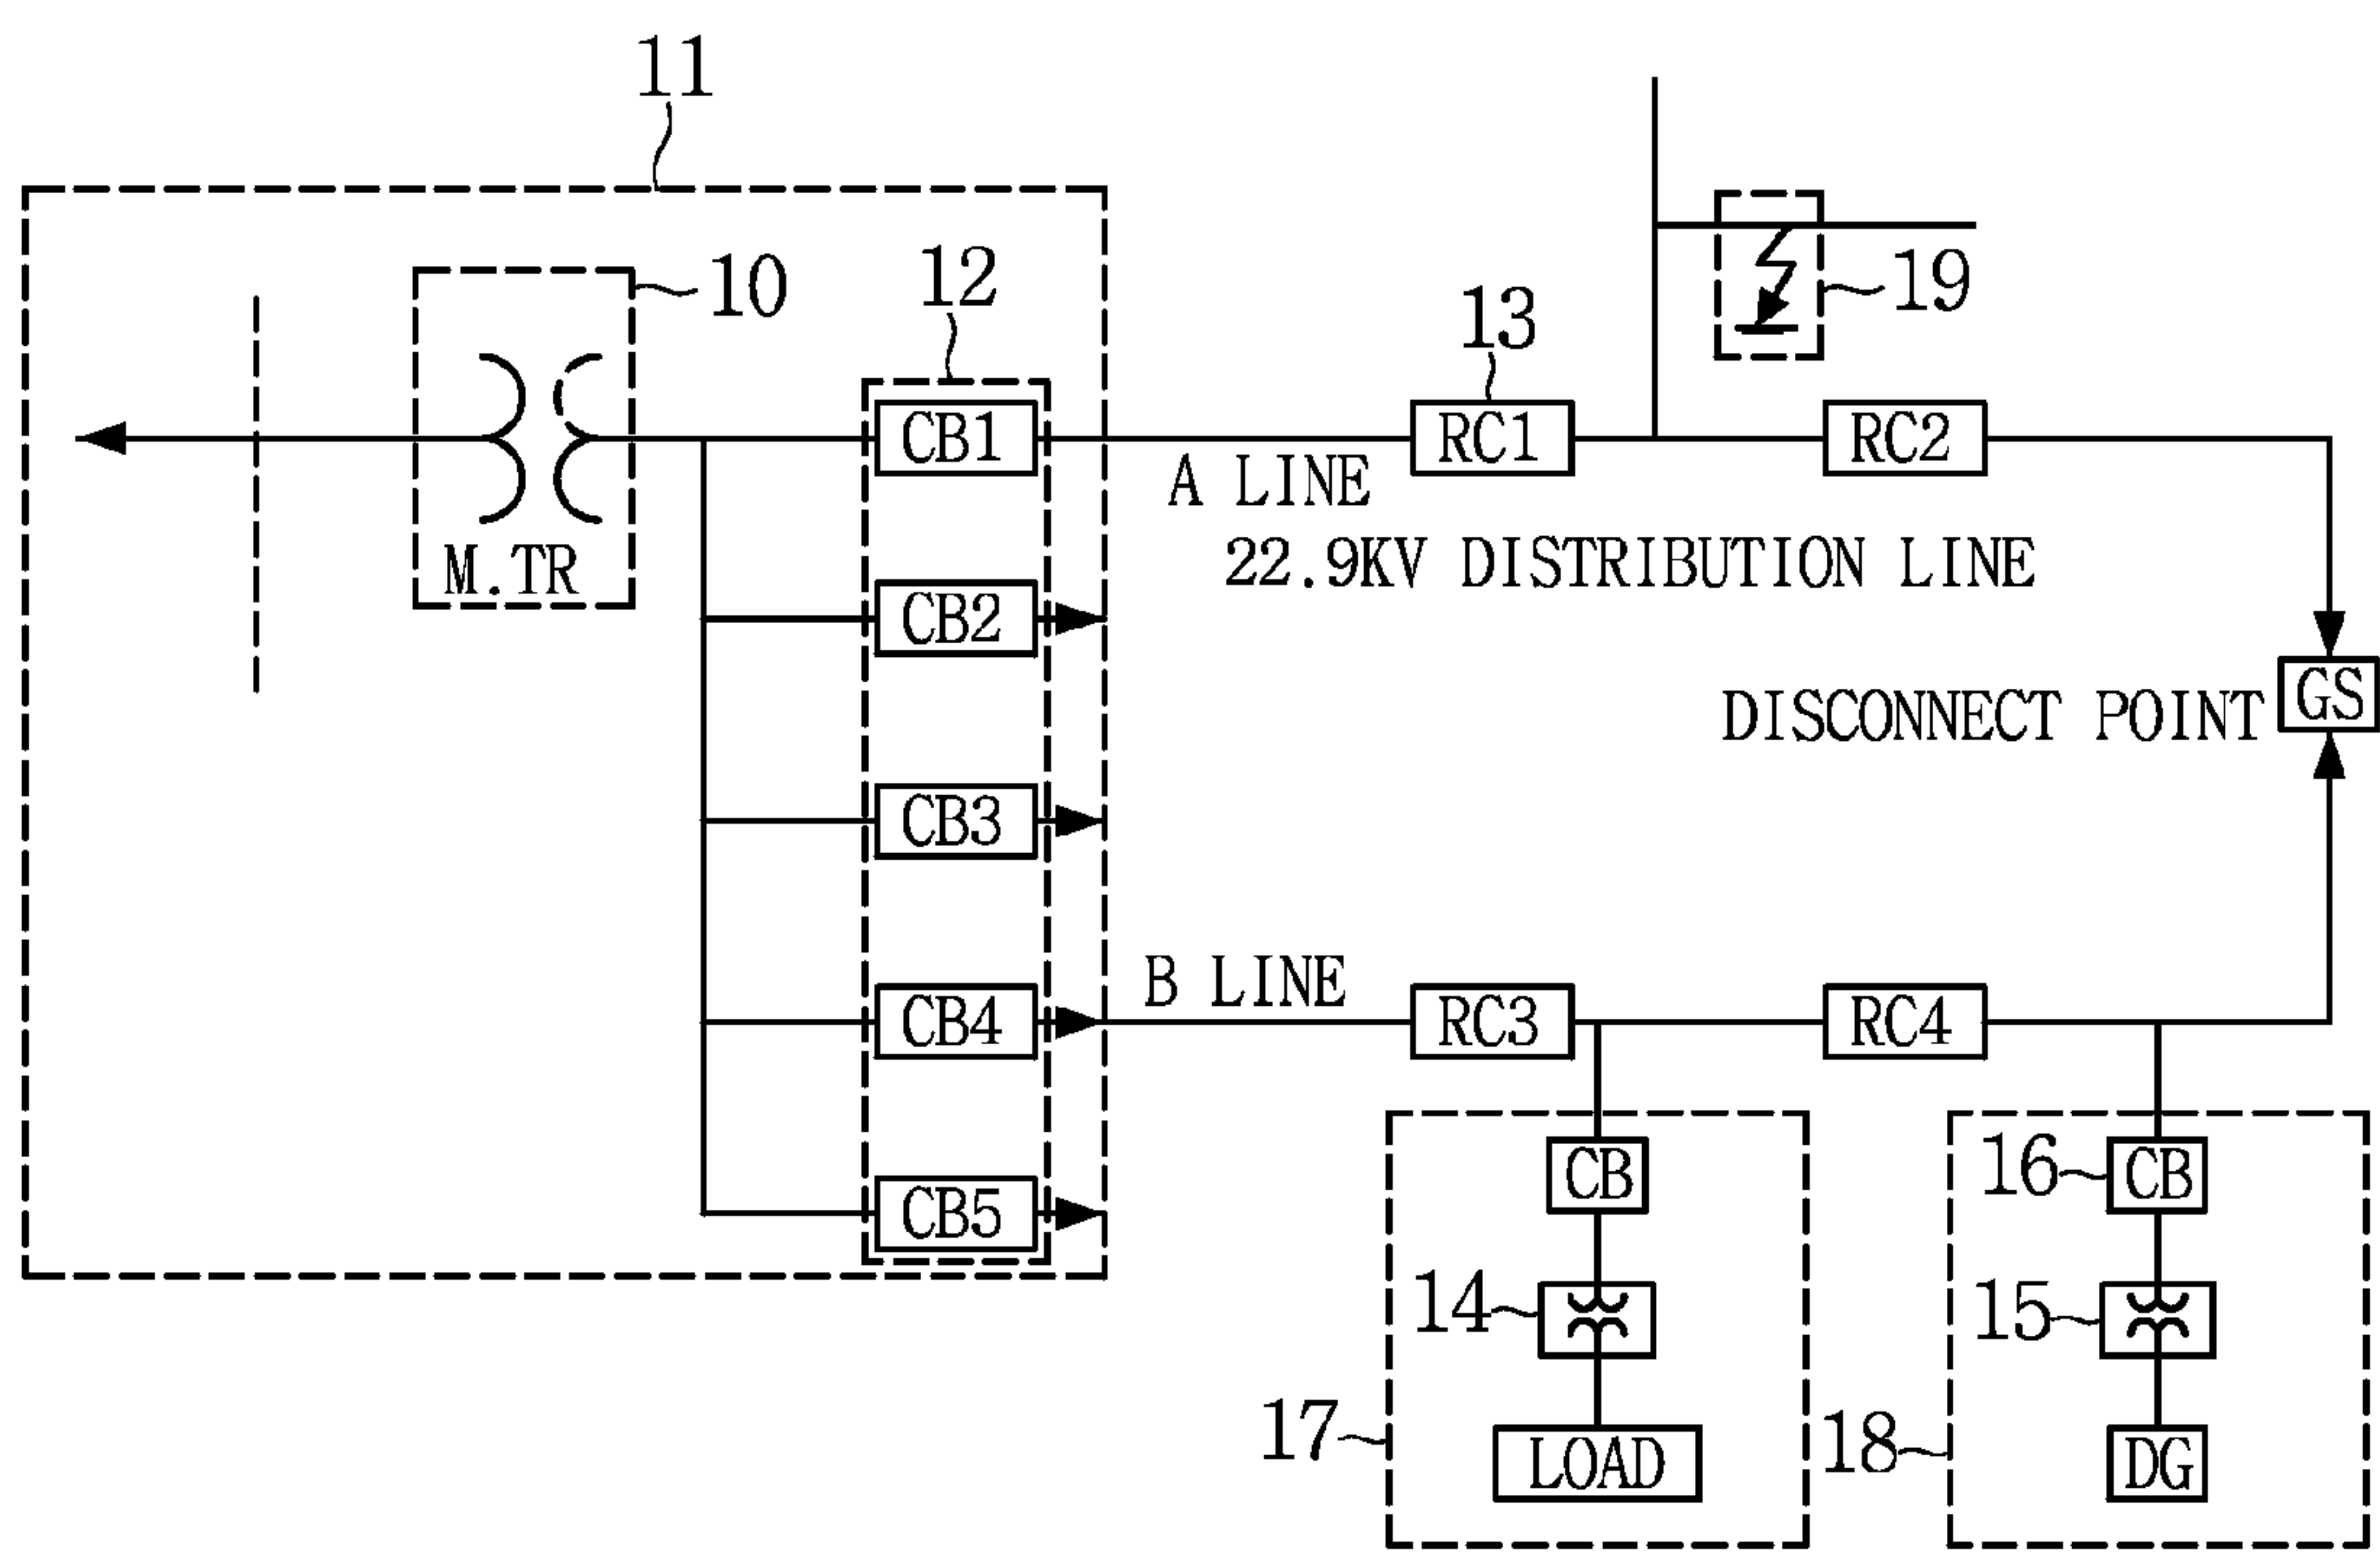 11
10
12
13
19
CB1
RC1
RC2
A LINE
M.TR
22.9KV DISTRIBUTION LINE
CB2
DISCONNECT POINT
GS
CB3
B LINE
CB4
RC3
RC4
CB5
CB
16
CB
14
15
17
LOAD
18
DG